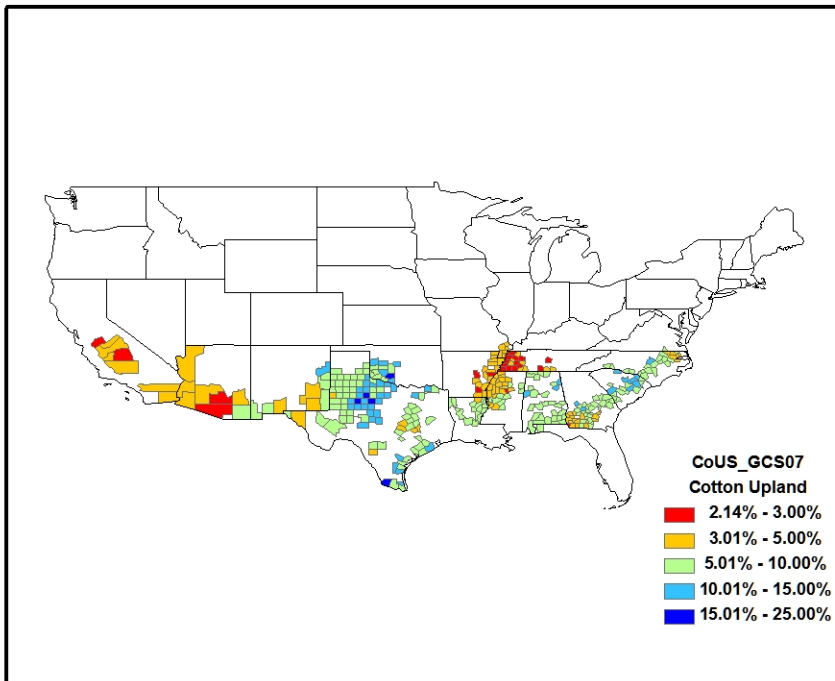 CoUS_GCS07
Cotton Upland
2.14% - 3.00%
3.01% - 5.00%
5.01% - 10.00%
10.01% - 15.00%
15.01% - 25.00%